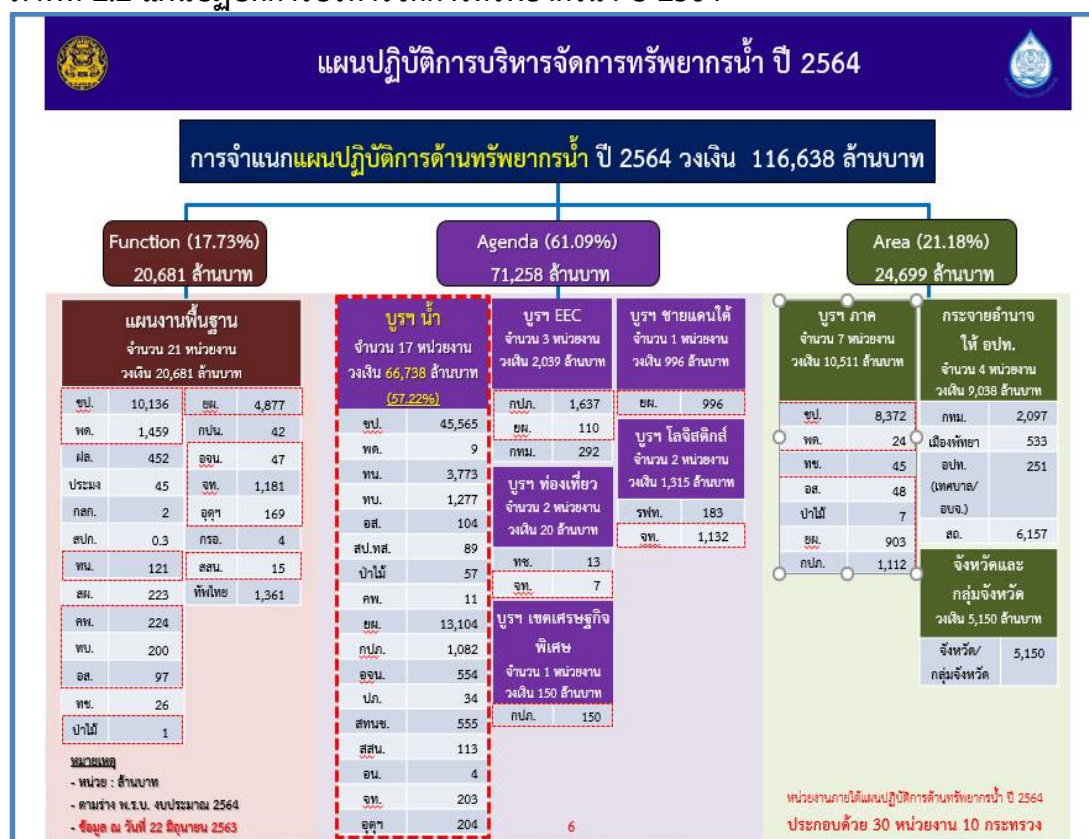 แผนปฏิบัติการบริหารจัดการทรัพยากรน้ำ ปี 2564
การจำแนกแผนปฏิบัติการด้านทรัพยากรน้ำ ปี 2564 วงเงิน 116,638 ล้านบาท
Function (17.73%)
20,681 ล้านบาท
Agenda (61.09%)
71,258 ล้านบาท
Area (21.18%)
24,699 ล้านบาท
แผนงานพื้นฐาน
จำนวน 21 หน่วยงาน
วงเงิน 20,681 ล้านบาท
ชป. 10,136
พด. 1,459
ฝล. 452
ประมง 45
กสก. 2
สปก. 0.3
ทน. 121
สผ. 223
คพ. 224
ทบ. 200
อส. 97
ทช. 26
ป่าไม้ 1
ยผ. 4,877
กปน. 42
อจน. 47
จท. 1,181
อุตุฯ 169
กรอ. 4
สสน. 15
ทัพไทย 1,361
หมายเหตุ
- หน่วย : ล้านบาท
- ตามร่าง พ.ร.บ. งบประมาณ 2564
- ข้อมูล ณ วันที่ 22 มิถุนายน 2563
บูรฯ น้ำ
จำนวน 17 หน่วยงาน
วงเงิน 66,738 ล้านบาท
(57.22%)
ชป. 45,565
พด. 9
ทน. 3,773
ทบ. 1,277
อส. 104
สป.ทส. 89
ป่าไม้ 57
คพ. 11
ยผ. 13,104
กปภ. 1,082
อจน. 554
ปภ. 34
สทนช. 555
สสน. 113
อน. 4
จท. 203
อุตุฯ 204
บูรฯ EEC
จำนวน 3 หน่วยงาน
วงเงิน 2,039 ล้านบาท
กปภ. 1,637
ยผ. 110
กทม. 292
บูรฯ ท่องเที่ยว
จำนวน 2 หน่วยงาน
วงเงิน 20 ล้านบาท
ทช. 13
จท. 7
บูรฯ เขตเศรษฐกิจ
พิเศษ
จำนวน 1 หน่วยงาน
วงเงิน 150 ล้านบาท
กปภ. 150
บูรฯ ชายแดนใต้
จำนวน 1 หน่วยงาน
วงเงิน 996 ล้านบาท
ยผ. 996
บูรฯ โลจิสติกส์
จำนวน 2 หน่วยงาน
วงเงิน 1,315 ล้านบาท
รฟท. 183
จท. 1,132
บูรฯ ภาค
จำนวน 7 หน่วยงาน
วงเงิน 10,511 ล้านบาท
ชป. 8,372
พด. 24
ทช. 45
อส. 48
ป่าไม้ 7
ยผ. 903
กปภ. 1,112
กระจายอำนาจ
ให้ อปท.
จำนวน 4 หน่วยงาน
วงเงิน 9,038 ล้านบาท
กทม. 2,097
เมืองพัทยา 533
อปท. 251
(เทศบาล/
อบจ.)
สถ. 6,157
จังหวัดและ
กลุ่มจังหวัด
วงเงิน 5,150 ล้านบาท
จังหวัด/ 5,150
กลุ่มจังหวัด
หน่วยงานภายใต้แผนปฏิบัติการด้านทรัพยากรน้ำ ปี 2564
ประกอบด้วย 30 หน่วยงาน 10 กระทรวง
6